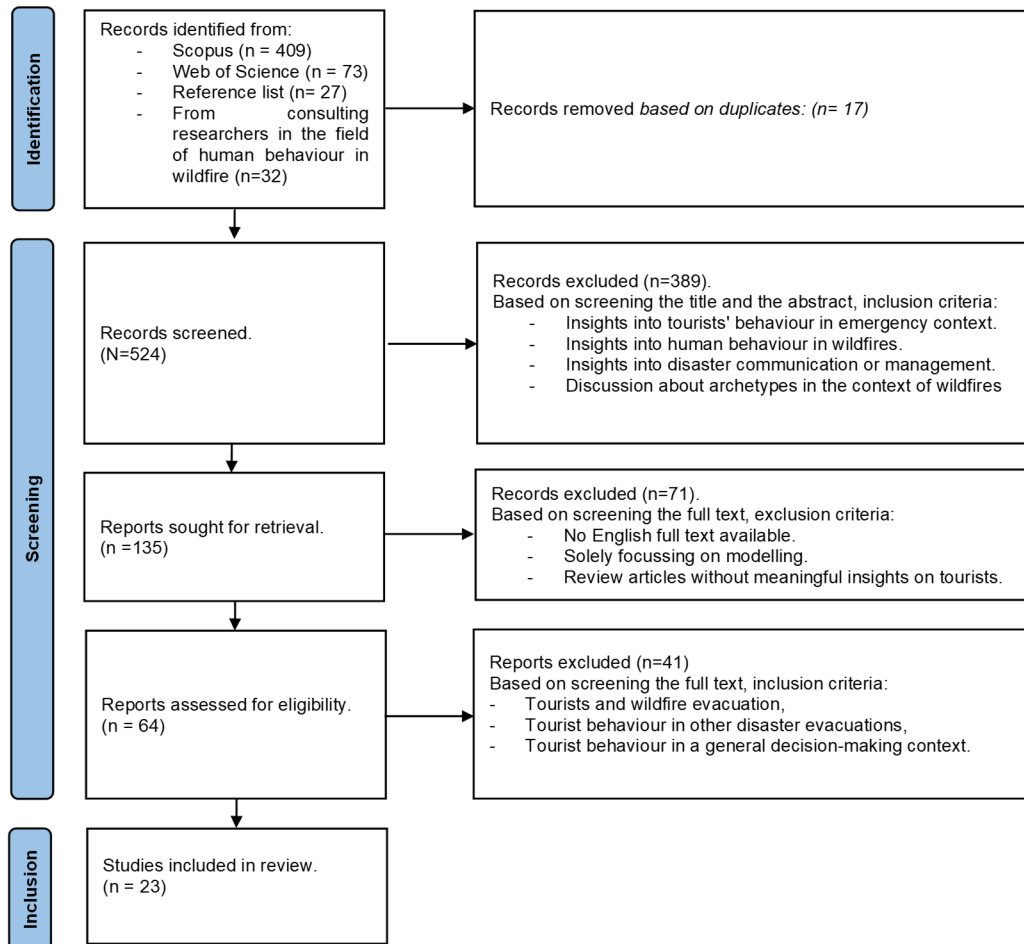 Identification
Records identified from:
- Scopus (n = 409)
- Web of Science (n = 73)
- Reference list (n= 27)
- From consulting
researchers in the field
of human behaviour in
wildfire (n=32)
Records removed based on duplicates: (n= 17)
Screening
Records screened.
(N=524)
Records excluded (n=389).
Based on screening the title and the abstract, inclusion criteria:
- Insights into tourists' behaviour in emergency context.
- Insights into human behaviour in wildfires.
- Insights into disaster communication or management.
- Discussion about archetypes in the context of wildfires
Reports sought for retrieval.
(n =135)
Records excluded (n=71).
Based on screening the full text, exclusion criteria:
- No English full text available.
- Solely focussing on modelling.
- Review articles without meaningful insights on tourists.
Reports assessed for eligibility.
(n = 64)
Reports excluded (n=41)
Based on screening the full text, inclusion criteria:
- Tourists and wildfire evacuation,
- Tourist behaviour in other disaster evacuations,
- Tourist behaviour in a general decision-making context.
Inclusion
Studies included in review.
(n = 23)